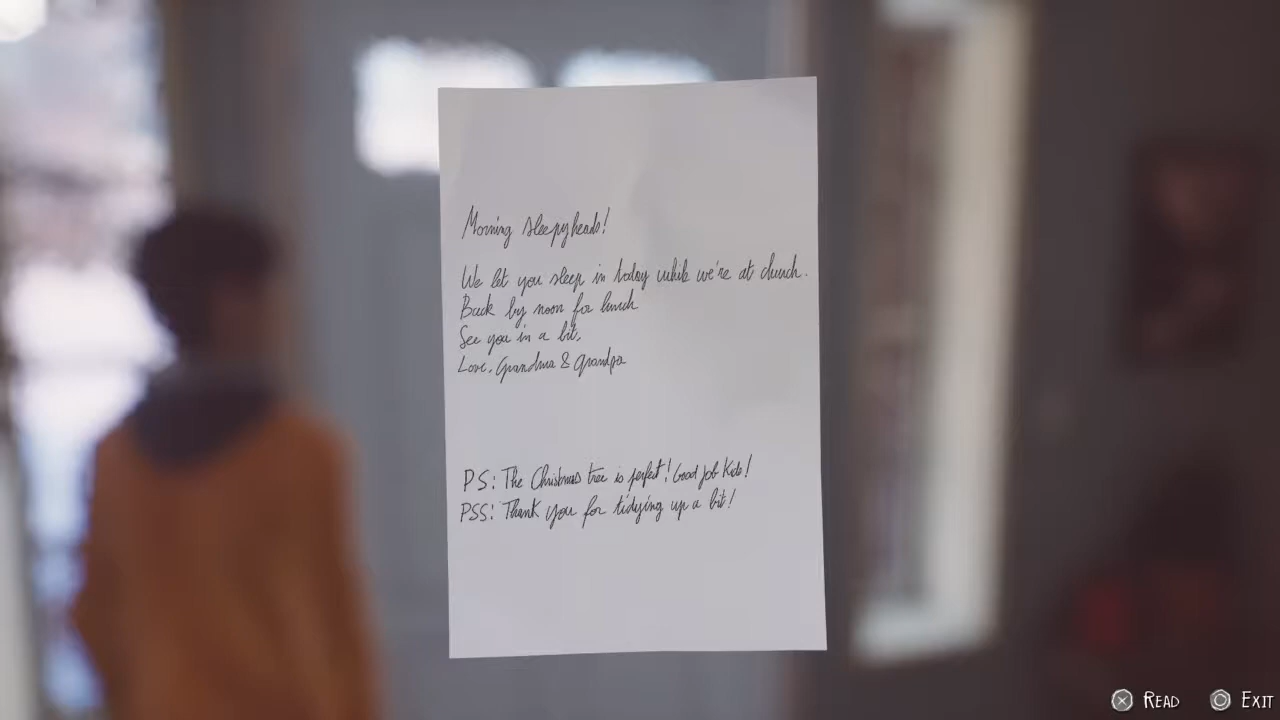 Morning sleepyheads!
We let you sleep in today while we're at church.
Back by noon for lunch
See you in a bit,
Love, Grandma & Grandpa
PS: The Christmas tree is perfect! Good job kids!
PSS: Thank you for tidying up a bit!
READ EXIT